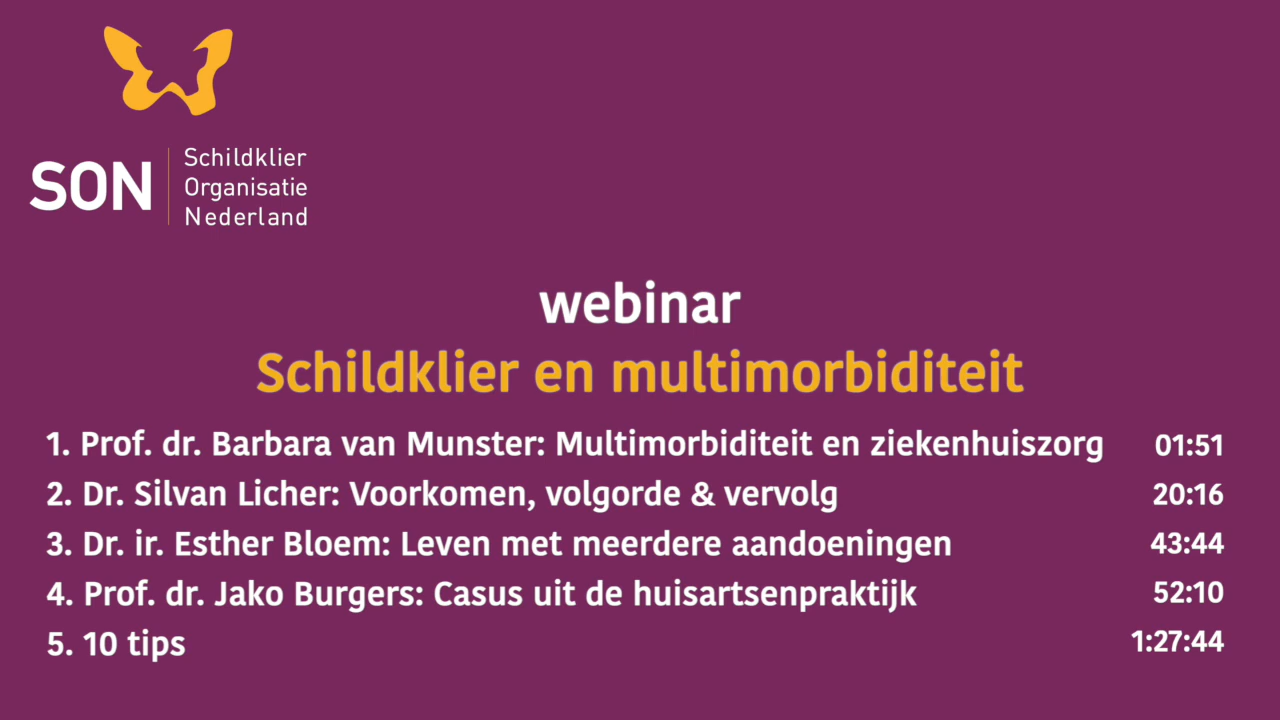 SON
Schildklier
Organisatie
Nederland
webinar
Schildklier en multimorbiditeit
1. Prof. dr. Barbara van Munster: Multimorbiditeit en ziekenhuiszorg 01:51
2. Dr. Silvan Licher: Voorkomen, volgorde & vervolg 20:16
3. Dr. ir. Esther Bloem: Leven met meerdere aandoeningen 43:44
4. Prof. dr. Jako Burgers: Casus uit de huisartsenpraktijk 52:10
5. 10 tips 1:27:44